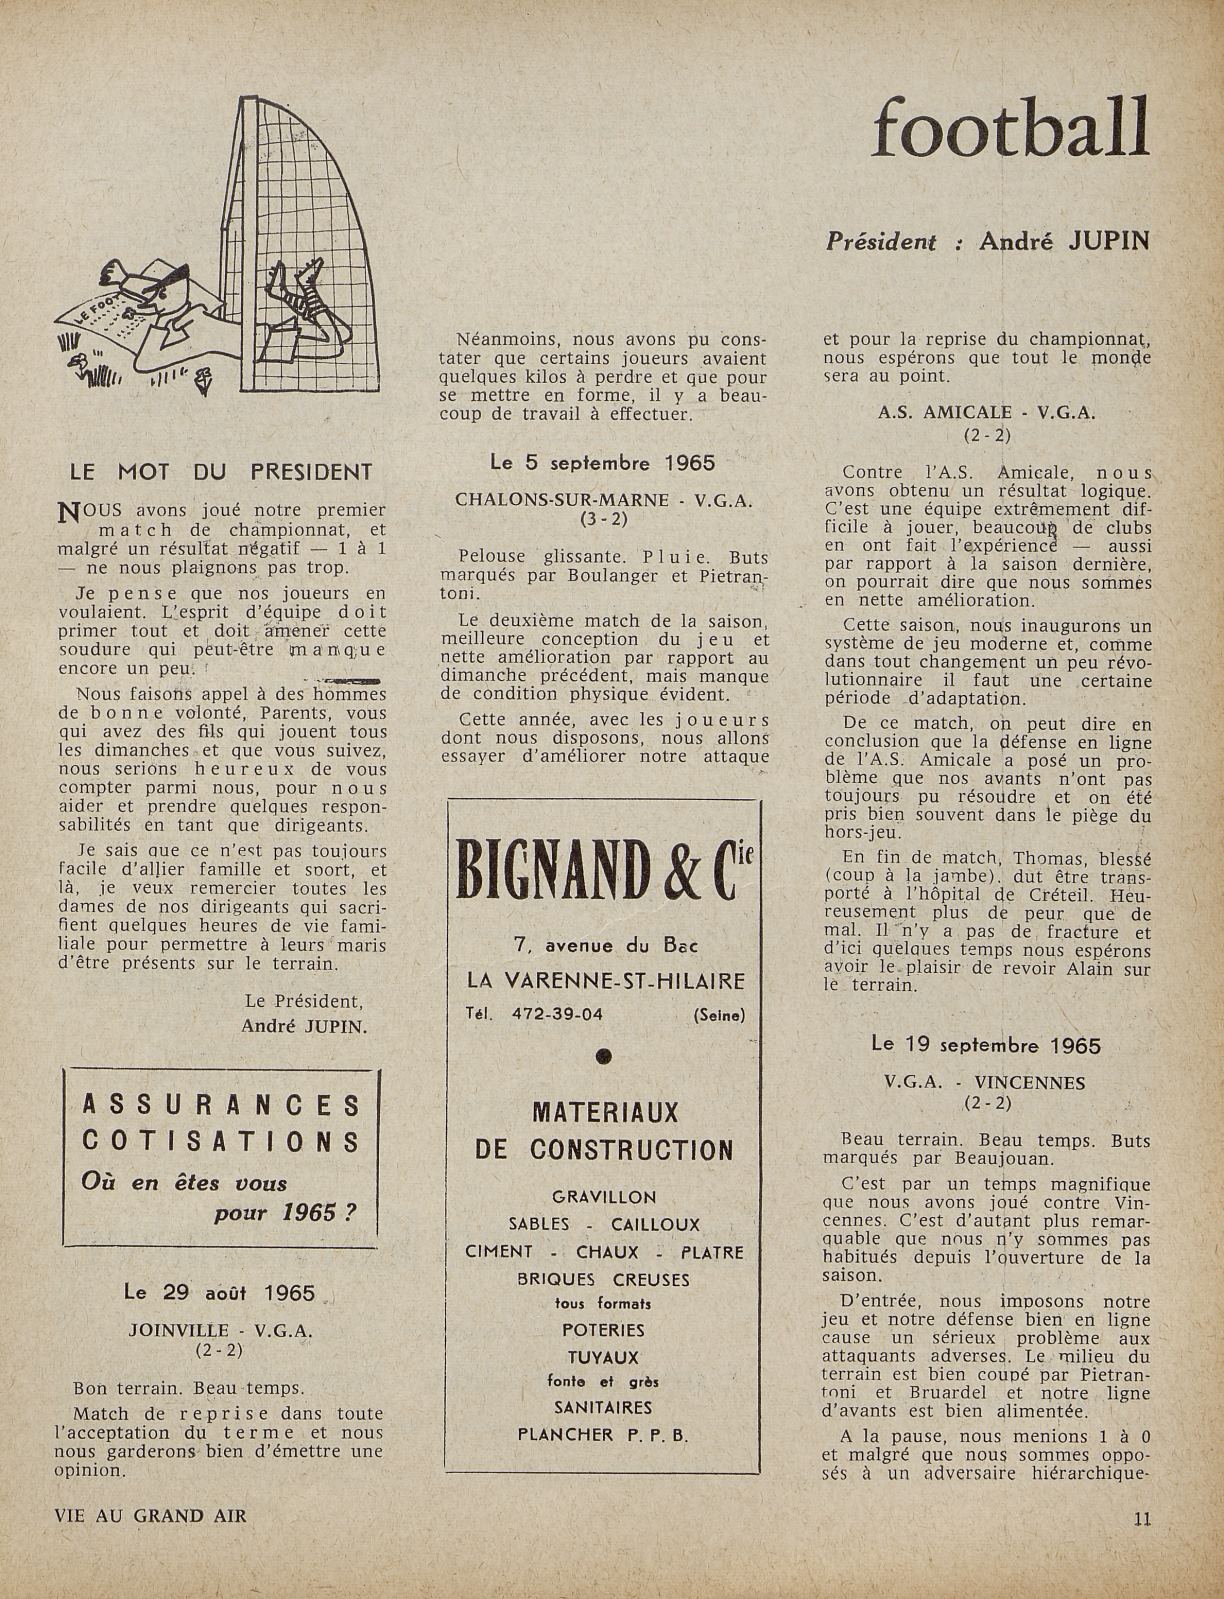 football
Président : André JUPIN
LE FOOT
LE MOT DU PRESIDENT
NOUS avons joué notre premier
match de championnat, et
malgré un résultat négatif — 1 à 1
— ne nous plaignons pas trop.
Je pense que nos joueurs en
voulaient. L'esprit d'équipe doit
primer tout et doit amener cette
soudure qui peut-être manque
encore un peu.
Nous faisons appel à des hommes
de bonne volonté, Parents, vous
qui avez des fils qui jouent tous
les dimanches et que vous suivez,
nous serions heureux de vous
compter parmi nous, pour nous
aider et prendre quelques respon-
sabilités en tant que dirigeants.
Je sais que ce n'est pas toujours
facile d'allier famille et sport, et
là, je veux remercier toutes les
dames de nos dirigeants qui sacri-
fient quelques heures de vie fami-
liale pour permettre à leurs maris
d'être présents sur le terrain.
Le Président,
André JUPIN.
ASSURANCES
COTISATIONS
Où en êtes vous
pour 1965 ?
Le 29 août 1965
JOINVILLE - V.G.A.
(2-2)
Bon terrain. Beau temps.
Match de reprise dans toute
l'acceptation du terme et nous
nous garderons bien d'émettre une
opinion.
Néanmoins, nous avons pu cons-
tater que certains joueurs avaient
quelques kilos à perdre et que pour
se mettre en forme, il y a beau-
coup de travail à effectuer.
Le 5 septembre 1965
CHALONS-SUR-MARNE - V.G.A.
(3-2)
Pelouse glissante. Pluie. Buts
marqués par Boulanger et Pietran-
toni.
Le deuxième match de la saison,
meilleure conception du jeu et
nette amélioration par rapport au
dimanche précédent, mais manque
de condition physique évident.
Cette année, avec les joueurs
dont nous disposons, nous allons
essayer d'améliorer notre attaque
BIGNAND & Cie
7, avenue du Bac
LA VARENNE-ST-HILAIRE
Tél. 472-39-04 (Seine)
MATERIAUX
DE CONSTRUCTION
GRAVILLON
SABLES - CAILLOUX
CIMENT - CHAUX - PLATRE
BRIQUES CREUSES
tous formats
POTERIES
TUYAUX
fonte et grès
SANITAIRES
PLANCHER P. P. B.
et pour la reprise du championnat,
nous espérons que tout le monde
sera au point.
A.S. AMICALE - V.G.A.
(2-2)
Contre l'A.S. Amicale, nous
avons obtenu un résultat logique.
C'est une équipe extrêmement dif-
ficile à jouer, beaucoup de clubs
en ont fait l'expérience — aussi
par rapport à la saison dernière,
on pourrait dire que nous sommes
en nette amélioration.
Cette saison, nous inaugurons un
système de jeu moderne et, comme
dans tout changement un peu révo-
lutionnaire il faut une certaine
période d'adaptation.
De ce match, on peut dire en
conclusion que la défense en ligne
de l'A.S. Amicale a posé un pro-
blème que nos avants n'ont pas
toujours pu résoudre et on été
pris bien souvent dans le piège du
hors-jeu.
En fin de match, Thomas, blessé
(coup à la jambe), dut être trans-
porté à l'hôpital de Créteil. Heu-
reusement plus de peur que de
mal. Il n'y a pas de fracture et
d'ici quelques temps nous espérons
avoir le plaisir de revoir Alain sur
le terrain.
Le 19 septembre 1965
V.G.A. - VINCENNES
(2-2)
Beau terrain. Beau temps. Buts
marqués par Beaujouan.
C'est par un temps magnifique
que nous avons joué contre Vin-
cennes. C'est d'autant plus remar-
quable que nous n'y sommes pas
habitués depuis l'ouverture de la
saison.
D'entrée, nous imposons notre
jeu et notre défense bien en ligne
cause un sérieux problème aux
attaquants adverses. Le milieu du
terrain est bien coupé par Pietran-
toni et Bruardel et notre ligne
d'avants est bien alimentée.
A la pause, nous menions 1 à 0
et malgré que nous sommes oppo-
sés à un adversaire hiérarchique-
VIE AU GRAND AIR
11